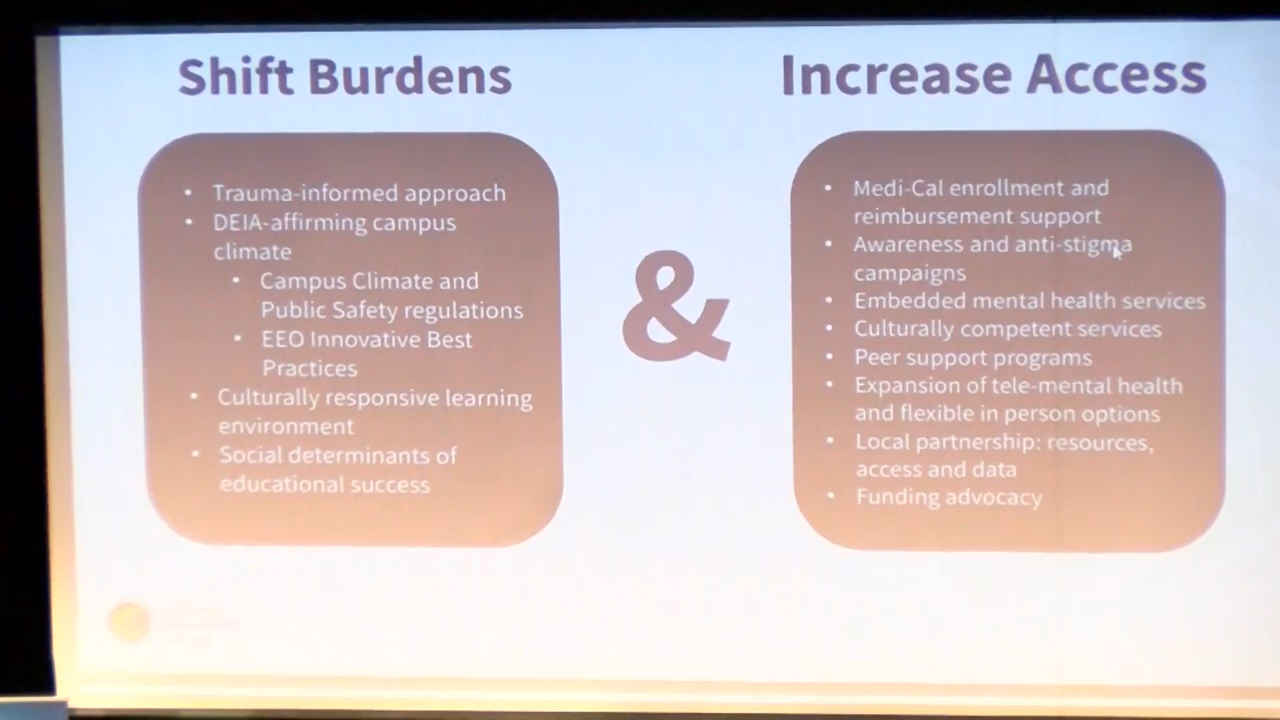 Shift Burdens
• Trauma-informed approach
• DEIA-affirming campus
climate
• Campus Climate and
Public Safety regulations
• EEO Innovative Best
Practices
• Culturally responsive learning
environment
• Social determinants of
educational success
&
Increase Access
• Medi-Cal enrollment and
reimbursement support
• Awareness and anti-stigma
campaigns
• Embedded mental health services
• Culturally competent services
• Peer support programs
• Expansion of tele-mental health
and flexible in person options
• Local partnership: resources,
access and data
• Funding advocacy